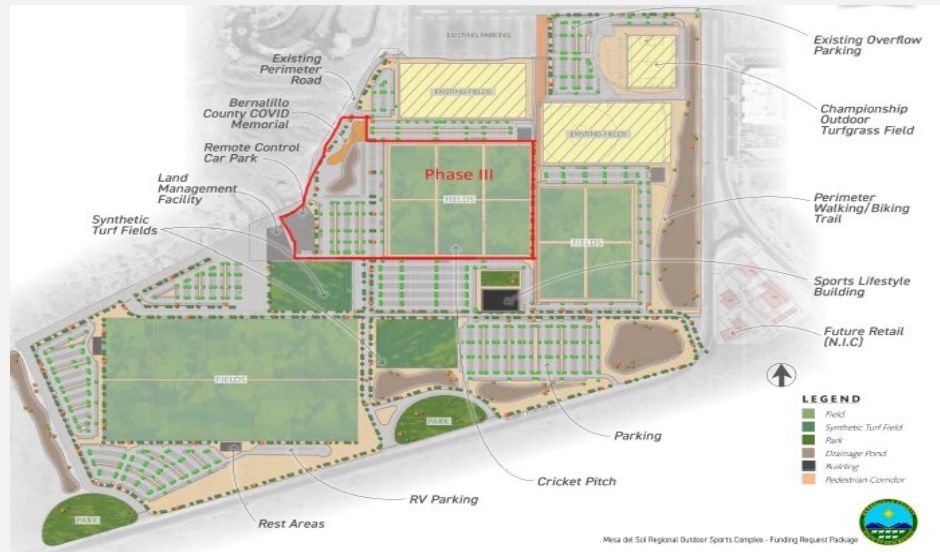 EXISTING PARKING
Existing Overflow
Parking
Existing
Perimeter
Road
EXISTING FIELDS
Bernalillo
County COVID
Memorial
Championship
Outdoor
Turfgrass Field
EXISTING FIELDS
Remote Control
Car Park
Phase III
Land
Management
Facility
FIELDS
Perimeter
Walking/Biking
Trail
Synthetic
Turf Fields
FIELDS
Sports Lifestyle
Building
Future Retail
(N.I.C)
FIELDS
LEGEND
Field
Synthetic Turf Field
Park
Drainage Pond
Building
Pedestrian Corridor
PARK
Parking
Cricket Pitch
RV Parking
PARK
Rest Areas
Mesa del Sol Regional Outdoor Sports Complex - Funding Request Package